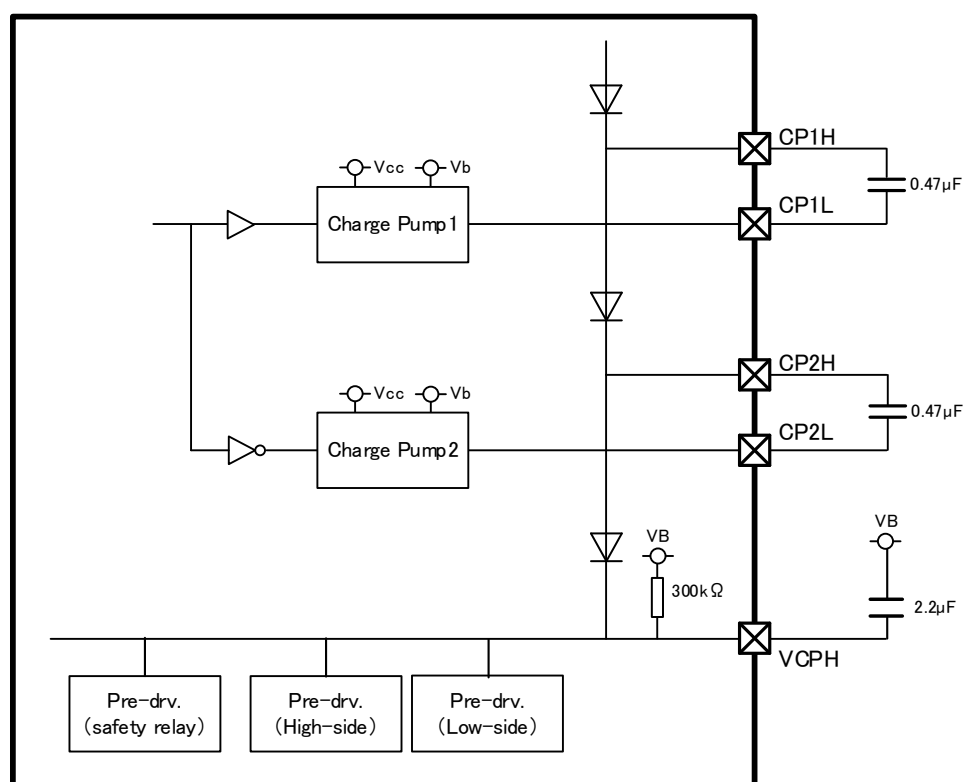 CP1H
Vcc
Vb
0.47µF
Charge Pump1
CP1L
CP2H
Vcc
Vb
0.47µF
Charge Pump2
CP2L
VB
VB
300kΩ
2.2µF
VCPH
Pre-drv.
(safety relay)
Pre-drv.
(High-side)
Pre-drv.
(Low-side)